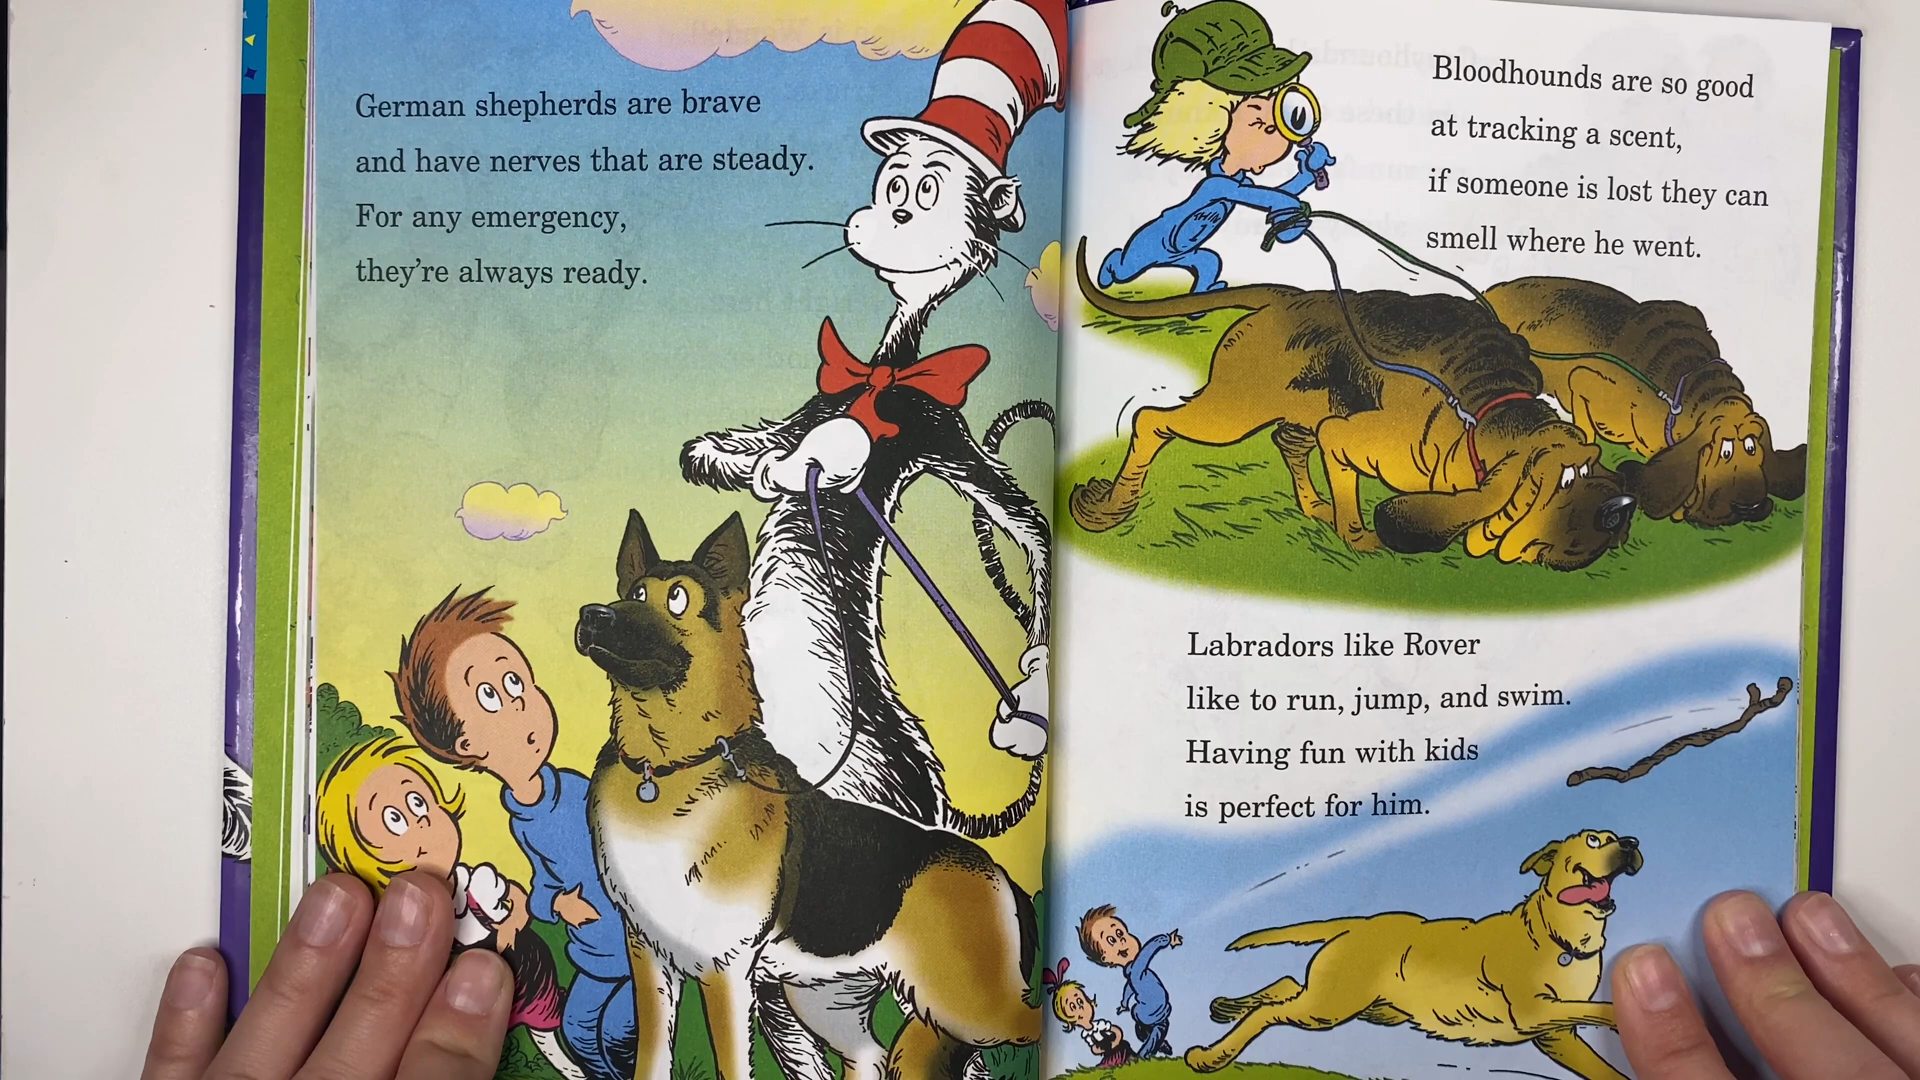 German shepherds are brave
and have nerves that are steady.
For any emergency,
they're always ready.
Bloodhounds are so good
at tracking a scent,
if someone is lost they can
smell where he went.
THING
1
Labradors like Rover
like to run, jump, and swim.
Having fun with kids
is perfect for him.